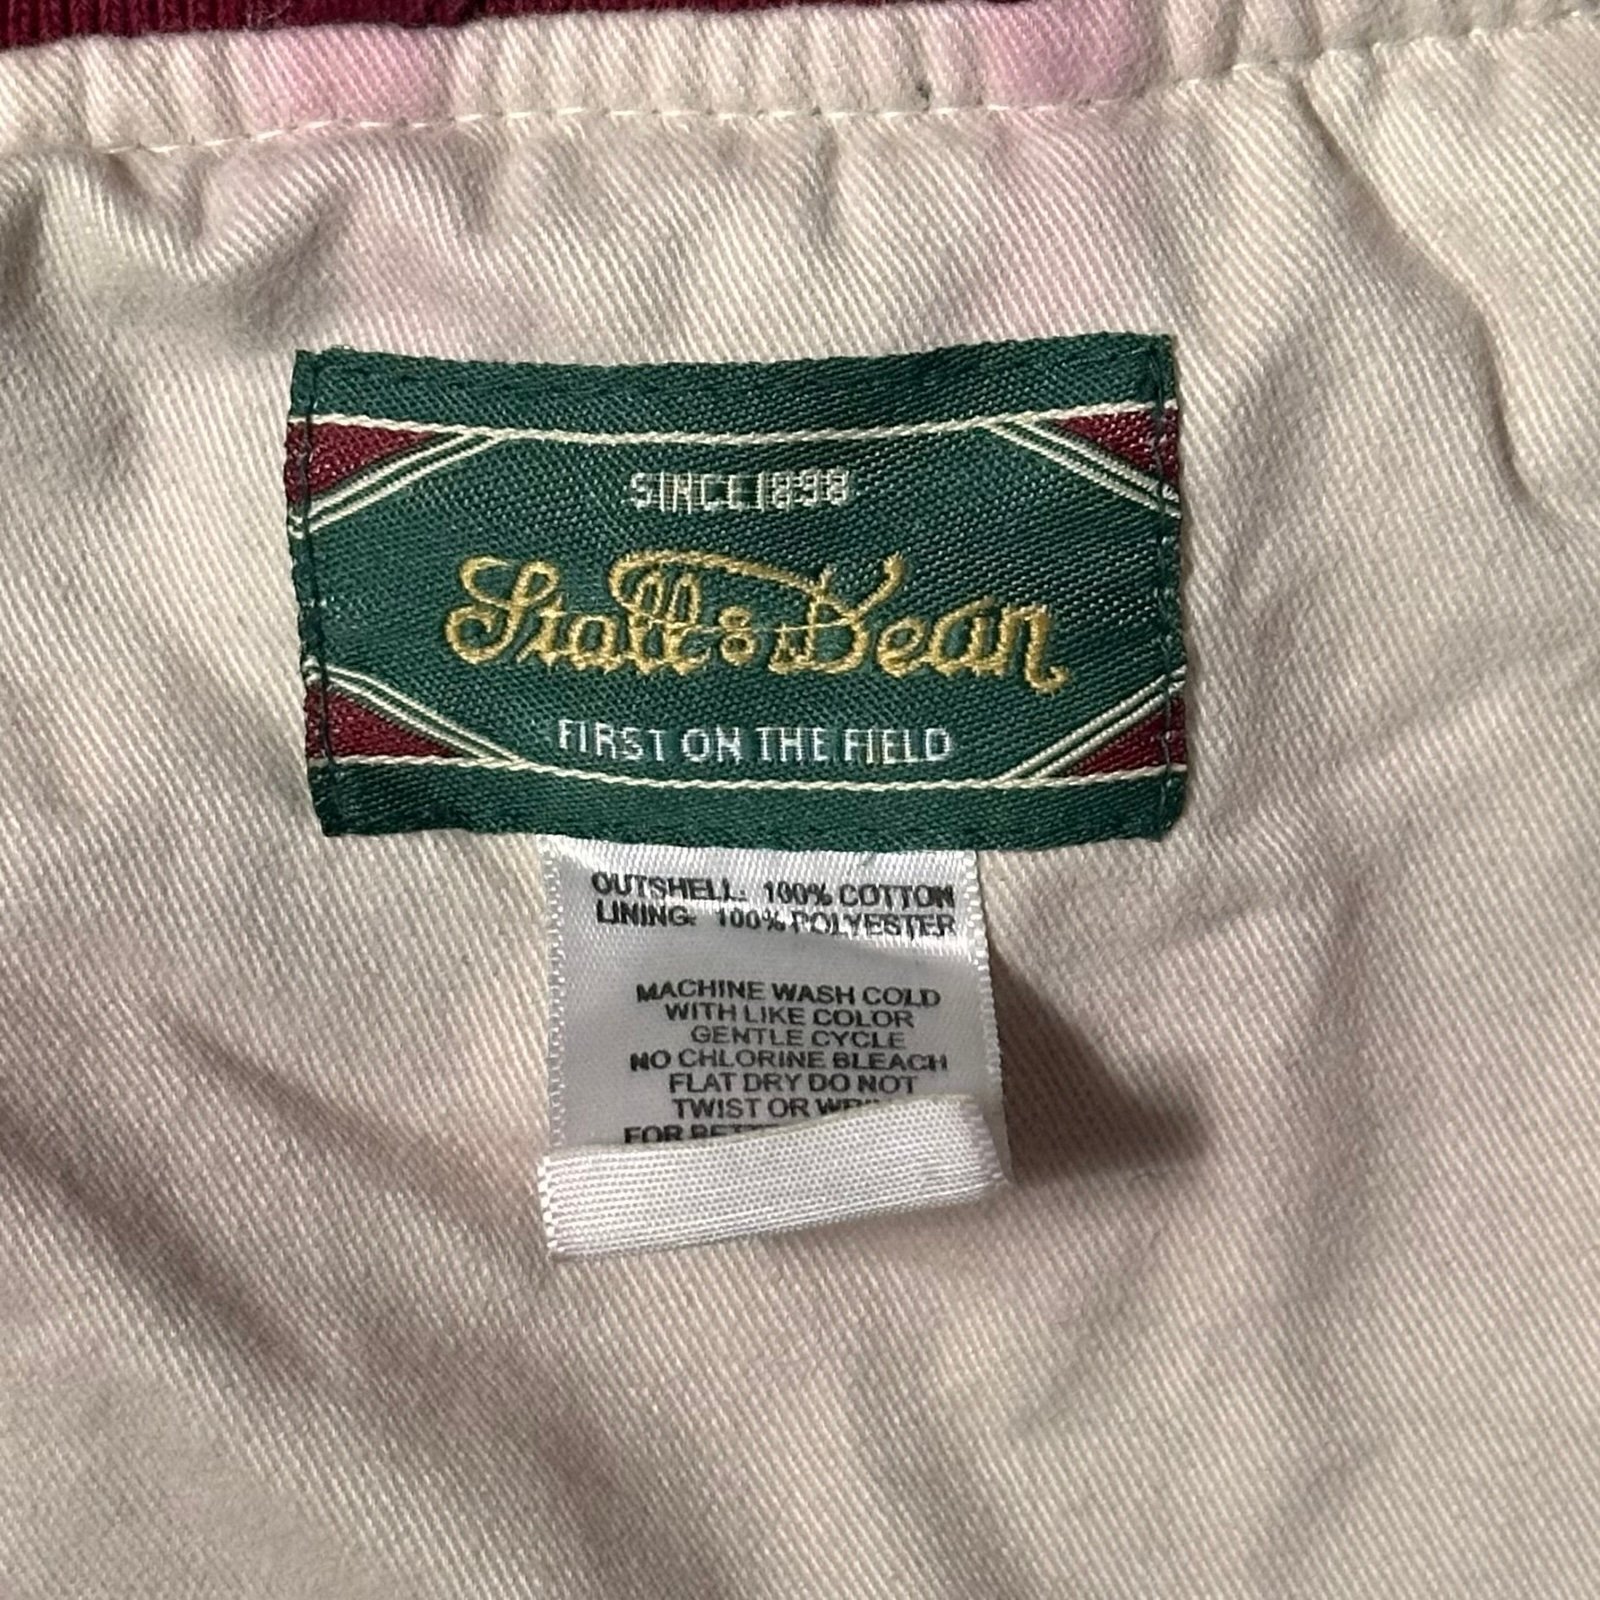 SINCE 1898
Stall & Dean
FIRST ON THE FIELD
OUTSHELL: 100% COTTON
LINING: 100% POLYESTER
MACHINE WASH COLD
WITH LIKE COLOR
GENTLE CYCLE
NO CHLORINE BLEACH
FLAT DRY DO NOT
TWIST OR
FOR